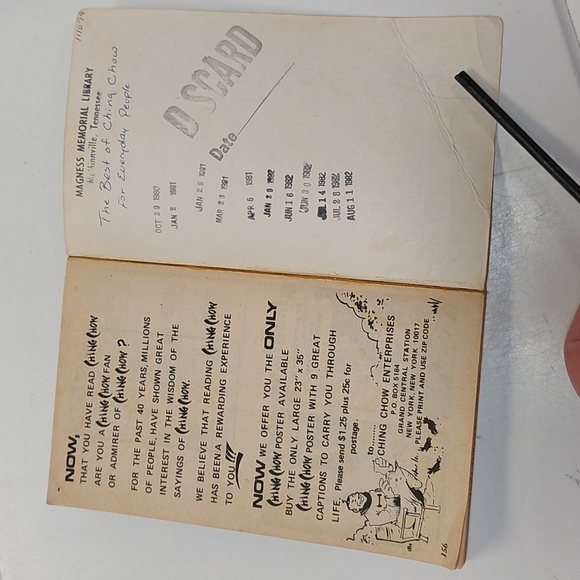 111079
MAGNESS MEMORIAL LIBRARY
McMinnville, Tennessee
The Best of Ching Chow
for Everyday People
DISCARD
Date
OCT 29 1980
JAN 2 1981
JAN 26 1981
MAR 23 1981
APR 6 1981
JAN 29 1982
JUN 16 1982
JUN 30 1982
JUL 14 1982
JUL 28 1982
AUG 11 1982
NOW,
THAT YOU HAVE READ CHING CHOW
ARE YOU A CHING CHOW FAN
OR ADMIRER OF CHING CHOW?
FOR THE PAST 40 YEARS, MILLIONS
OF PEOPLE, HAVE SHOWN GREAT
INTEREST IN THE WISDOM OF THE
SAYINGS OF CHING CHOW.
WE BELIEVE THAT READING CHING CHOW
HAS BEEN A REWARDING EXPERIENCE
TO YOU!!!
NOW WE OFFER YOU THE ONLY
CHING CHOW POSTER AVAILABLE
BUY THE ONLY LARGE 23" x 35"
CHING CHOW POSTER WITH 9 GREAT
CAPTIONS TO CARRY YOU THROUGH
LIFE, Please send $1.25 plus 25c for
postage.
to ........
CHING CHOW ENTERPRISES
P.O. BOX 5184
GRAND CENTRAL STATION
NEW YORK, NEW YORK 10017
PLEASE PRINT AND USE ZIP CODE
156